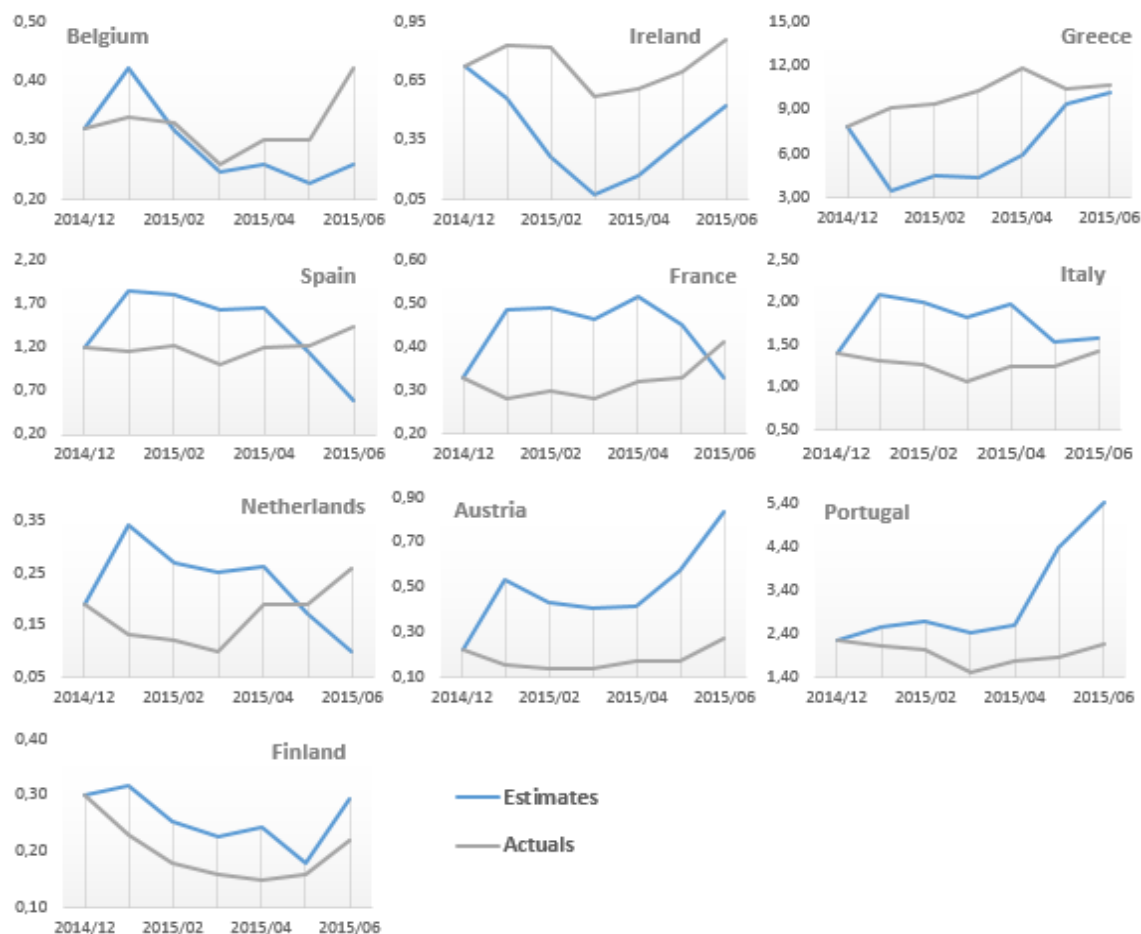 Belgium
0,50
0,40
0,30
0,20
2014/12 2015/02 2015/04 2015/06
Ireland
0,95
0,65
0,35
0,05
2014/12 2015/02 2015/04 2015/06
Greece
15,00
12,00
9,00
6,00
3,00
2014/12 2015/02 2015/04 2015/06
Spain
2,20
1,70
1,20
0,70
0,20
2014/12 2015/02 2015/04 2015/06
France
0,60
0,50
0,40
0,30
0,20
2014/12 2015/02 2015/04 2015/06
Italy
2,50
2,00
1,50
1,00
0,50
2014/12 2015/02 2015/04 2015/06
Netherlands
0,35
0,25
0,15
0,05
2014/12 2015/02 2015/04 2015/06
Austria
0,90
0,70
0,50
0,30
0,10
2014/12 2015/02 2015/04 2015/06
Portugal
5,40
4,40
3,40
2,40
1,40
2014/12 2015/02 2015/04 2015/06
Finland
0,40
0,30
0,20
0,10
2014/12 2015/02 2015/04 2015/06
Estimates
Actuals